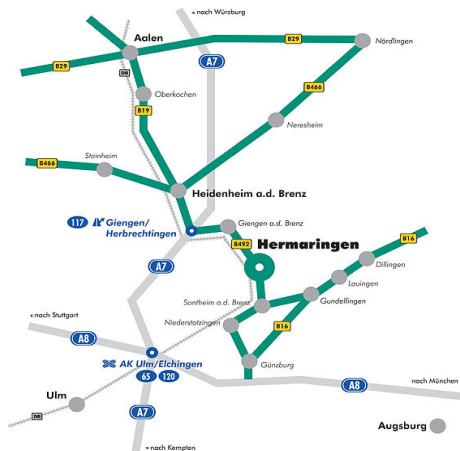 nach Würzburg
Aalen
B29
Nördlingen
B29
A7
DB
B466
Oberkochen
B19
Neresheim
Steinheim
B466
Heidenheim a.d. Brenz
117 Giengen/
Herbrechtingen
Giengen a.d. Brenz
B492
Hermaringen
B16
A7
Dillingen
Lauingen
Sontheim a.d. Brenz
Gundelfingen
nach Stuttgart
Niederstotzingen
B16
A8
AK Ulm/Elchingen
65 120
Günzburg
nach München
A8
Ulm
DB
A7
Augsburg
nach Kempten